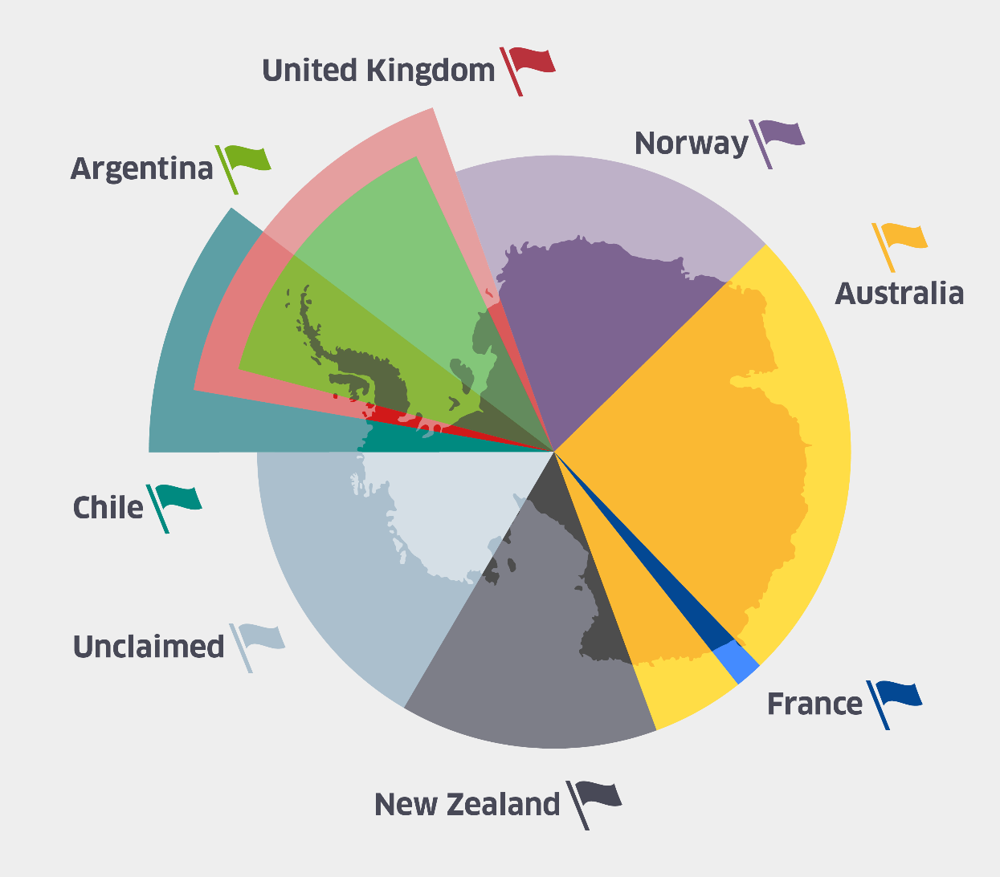 United Kingdom
Norway
Argentina
Australia
Chile
Unclaimed
France
New Zealand